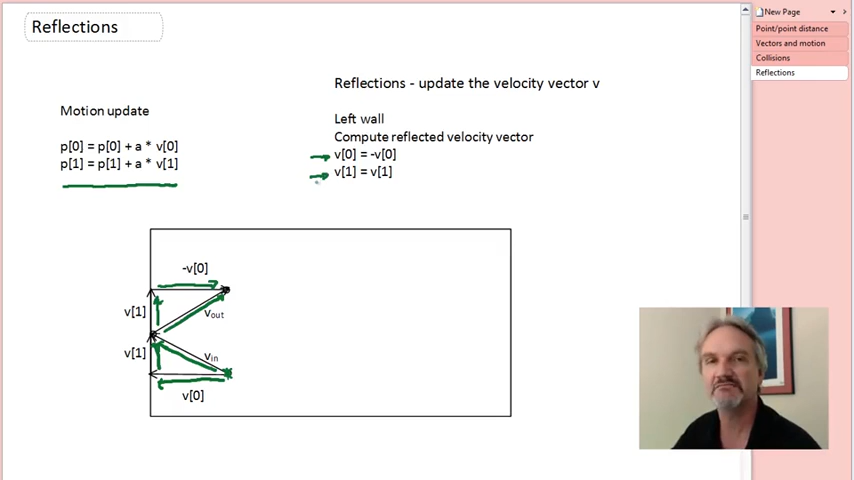 Reflections
Motion update
p[0] = p[0] + a * v[0]
p[1] = p[1] + a * v[1]
Reflections - update the velocity vector v
Left wall
Compute reflected velocity vector
v[0] = -v[0]
v[1] = v[1]
-v[0]
v[1]
vout
v[1]
vin
v[0]
New Page
Point/point distance
Vectors and motion
Collisions
Reflections